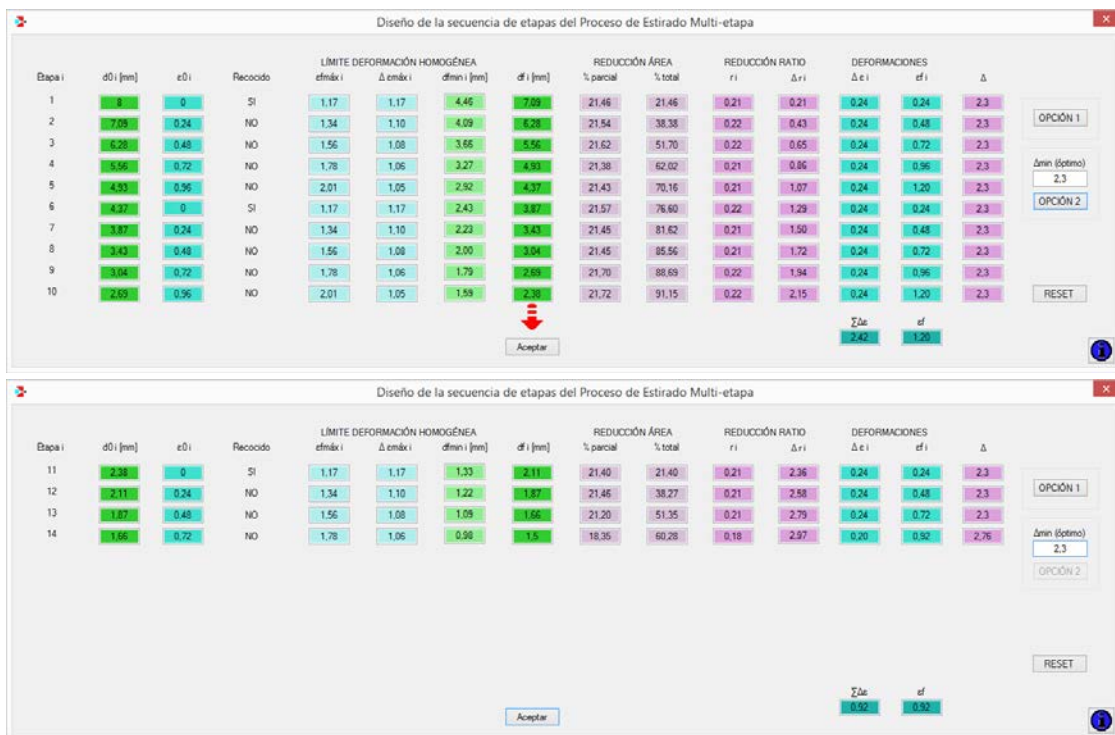 Diseño de la secuencia de etapas del Proceso de Estirado Multi-etapa
LÍMITE DEFORMACIÓN HOMOGÉNEA REDUCCIÓN ÁREA REDUCCIÓN RATIO DEFORMACIONES
Etapa i d0 i [mm] ε0 i Recocido εfmáx i Δ εmáx i dfmin i [mm] df i [mm] % parcial % total r i Δ r i Δ ε i εf i Δ
1 8 0 SI 1,17 1,17 4,46 7,09 21,46 21,46 0,21 0,21 0,24 0,24 2,3
2 7,09 0,24 NO 1,34 1,10 4,09 6,28 21,54 38,38 0,22 0,43 0,24 0,48 2,3
OPCIÓN 1
3 6,28 0,48 NO 1,56 1,08 3,66 5,56 21,62 51,70 0,22 0,65 0,24 0,72 2,3
4 5,56 0,72 NO 1,78 1,06 3,27 4,93 21,38 62,02 0,21 0,86 0,24 0,96 2,3
Δmin (óptimo)
5 4,93 0,96 NO 2,01 1,05 2,92 4,37 21,43 70,16 0,21 1,07 0,24 1,20 2,3
2,3
6 4,37 0 SI 1,17 1,17 2,43 3,87 21,57 76,60 0,22 1,29 0,24 0,24 2,3
OPCIÓN 2
7 3,87 0,24 NO 1,34 1,10 2,23 3,43 21,45 81,62 0,21 1,50 0,24 0,48 2,3
8 3,43 0,48 NO 1,56 1,08 2,00 3,04 21,45 85,56 0,21 1,72 0,24 0,72 2,3
9 3,04 0,72 NO 1,78 1,06 1,79 2,69 21,70 88,69 0,22 1,94 0,24 0,96 2,3
10 2,69 0,96 NO 2,01 1,05 1,59 2,38 21,72 91,15 0,22 2,15 0,24 1,20 2,3
RESET
∑Δε εf
2,42 1,20
Aceptar
Diseño de la secuencia de etapas del Proceso de Estirado Multi-etapa
LÍMITE DEFORMACIÓN HOMOGÉNEA REDUCCIÓN ÁREA REDUCCIÓN RATIO DEFORMACIONES
Etapa i d0 i [mm] ε0 i Recocido εfmáx i Δ εmáx i dfmin i [mm] df i [mm] % parcial % total r i Δ r i Δ ε i εf i Δ
11 2,38 0 SI 1,17 1,17 1,33 2,11 21,40 21,40 0,21 2,36 0,24 0,24 2,3
12 2,11 0,24 NO 1,34 1,10 1,22 1,87 21,46 38,27 0,21 2,58 0,24 0,48 2,3
OPCIÓN 1
13 1,87 0,48 NO 1,56 1,08 1,09 1,66 21,20 51,35 0,21 2,79 0,24 0,72 2,3
14 1,66 0,72 NO 1,78 1,06 0,98 1,5 18,35 60,28 0,18 2,97 0,20 0,92 2,76
Δmin (óptimo)
2,3
OPCIÓN 2
RESET
∑Δε εf
0,92 0,92
Aceptar